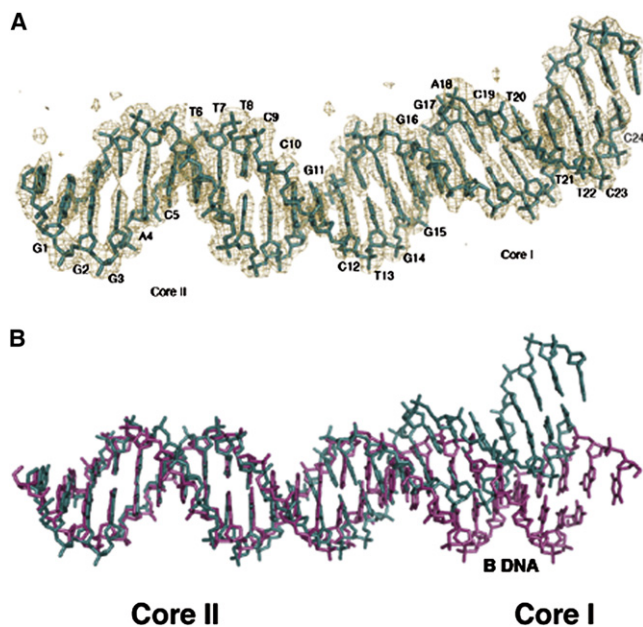 A
A18
C19
T20
G17
T6
T7
T8
C9
G16
C10
C24
G11
T21
T22
C23
C5
G15
G1
A4
G14
Core I
G2
C12
G3
T13
Core II
B
B DNA
Core II
Core I